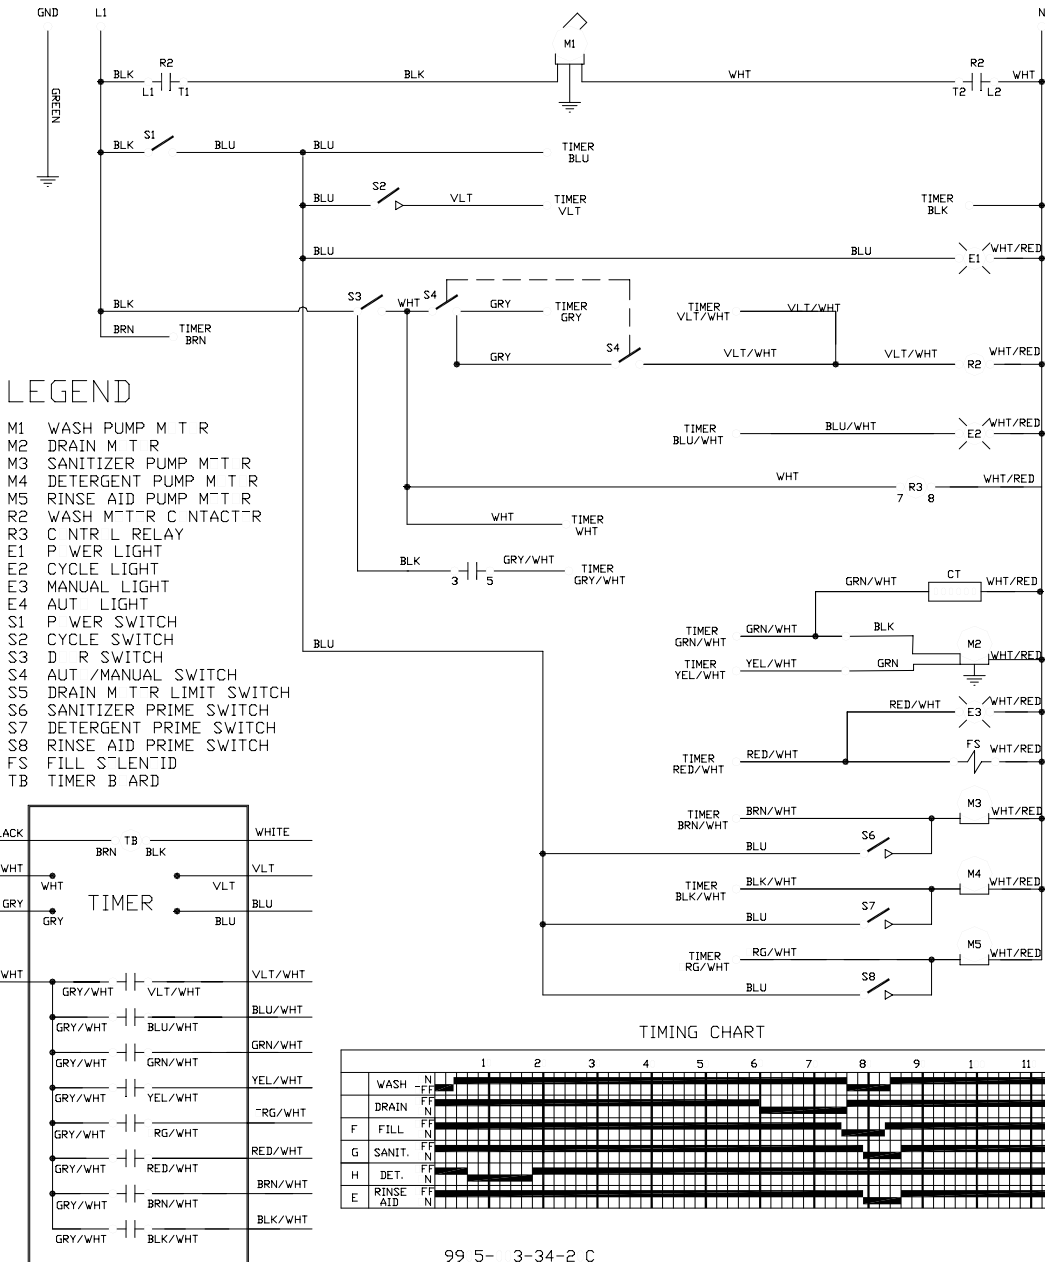 GND L1 N
R2 M1 R2
BLK BLK WHT WHT
L1 T1 T2 L2
GREEN
S1
BLK BLU BLU TIMER
BLU
S2
BLU VLT TIMER
VLT
TIMER
BLK
BLU BLU E1 WHT/RED
BLK S3 WHT S4 GRY TIMER
GRY
TIMER
VLT/WHT VLT/WHT
BRN TIMER
BRN
GRY S4 VLT/WHT VLT/WHT R2 WHT/RED
TIMER
BLU/WHT BLU/WHT E2 WHT/RED
WHT R3 WHT/RED
7 8
WHT TIMER
WHT
BLK GRY/WHT TIMER
GRY/WHT
3 5
GRN/WHT CT WHT/RED
TIMER
GRN/WHT GRN/WHT BLK M2
TIMER
YEL/WHT YEL/WHT GRN WHT/RED
BLU
RED/WHT E3 WHT/RED
TIMER
RED/WHT RED/WHT FS WHT/RED
TIMER
BRN/WHT BRN/WHT M3 WHT/RED
BLU S6
TIMER
BLK/WHT BLK/WHT M4 WHT/RED
BLU S7
TIMER
RG/WHT RG/WHT M5 WHT/RED
BLU S8
LEGEND
M1 WASH PUMP M T R
M2 DRAIN M T R
M3 SANITIZER PUMP M T R
M4 DETERGENT PUMP M T R
M5 RINSE AID PUMP M T R
R2 WASH M T R C NTACT R
R3 C NTR L RELAY
E1 P WER LIGHT
E2 CYCLE LIGHT
E3 MANUAL LIGHT
E4 AUT LIGHT
S1 P WER SWITCH
S2 CYCLE SWITCH
S3 D R SWITCH
S4 AUT /MANUAL SWITCH
S5 DRAIN M T R LIMIT SWITCH
S6 SANITIZER PRIME SWITCH
S7 DETERGENT PRIME SWITCH
S8 RINSE AID PRIME SWITCH
FS FILL S LEN ID
TB TIMER B ARD
LACK TB WHITE
BRN BLK
WHT VLT
WHT VLT
GRY TIMER BLU
GRY BLU
WHT VLT/WHT
GRY/WHT VLT/WHT
BLU/WHT
GRY/WHT BLU/WHT
GRN/WHT
GRY/WHT GRN/WHT
YEL/WHT
GRY/WHT YEL/WHT
RG/WHT
GRY/WHT RG/WHT
RED/WHT
GRY/WHT RED/WHT
BRN/WHT
GRY/WHT BRN/WHT
BLK/WHT
GRY/WHT BLK/WHT
TIMING CHART
1 2 3 4 5 6 7 8 9 1 11
WASH N
FF
DRAIN FF
N
F FILL FF
N
G SANIT. FF
N
H DET. FF
N
E RINSE
AID FF
N
99 5- 3-34-2 C